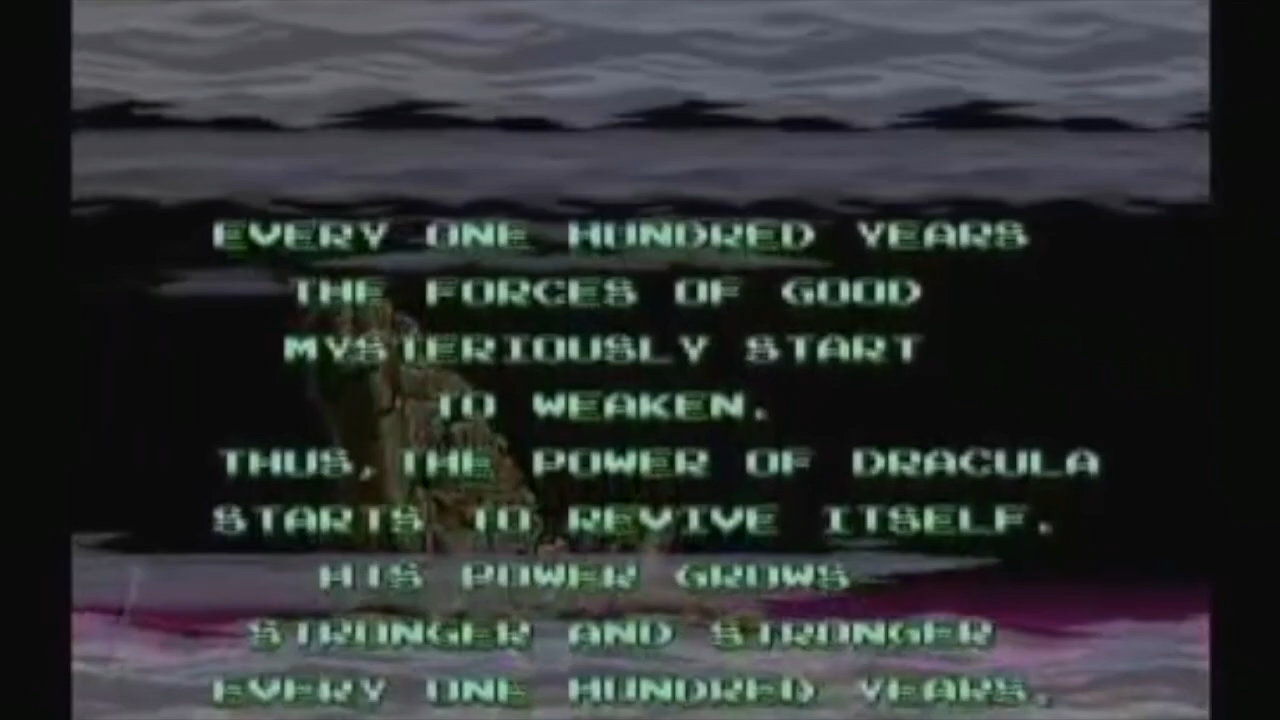 EVERY ONE HUNDRED YEARS
THE FORCES OF GOOD
MYSTERIOUSLY START
TO WEAKEN.
THUS, THE POWER OF DRACULA
STARTS TO REVIVE ITSELF.
HIS POWER GROWS
STRONGER AND STRONGER
EVERY ONE HUNDRED YEARS.